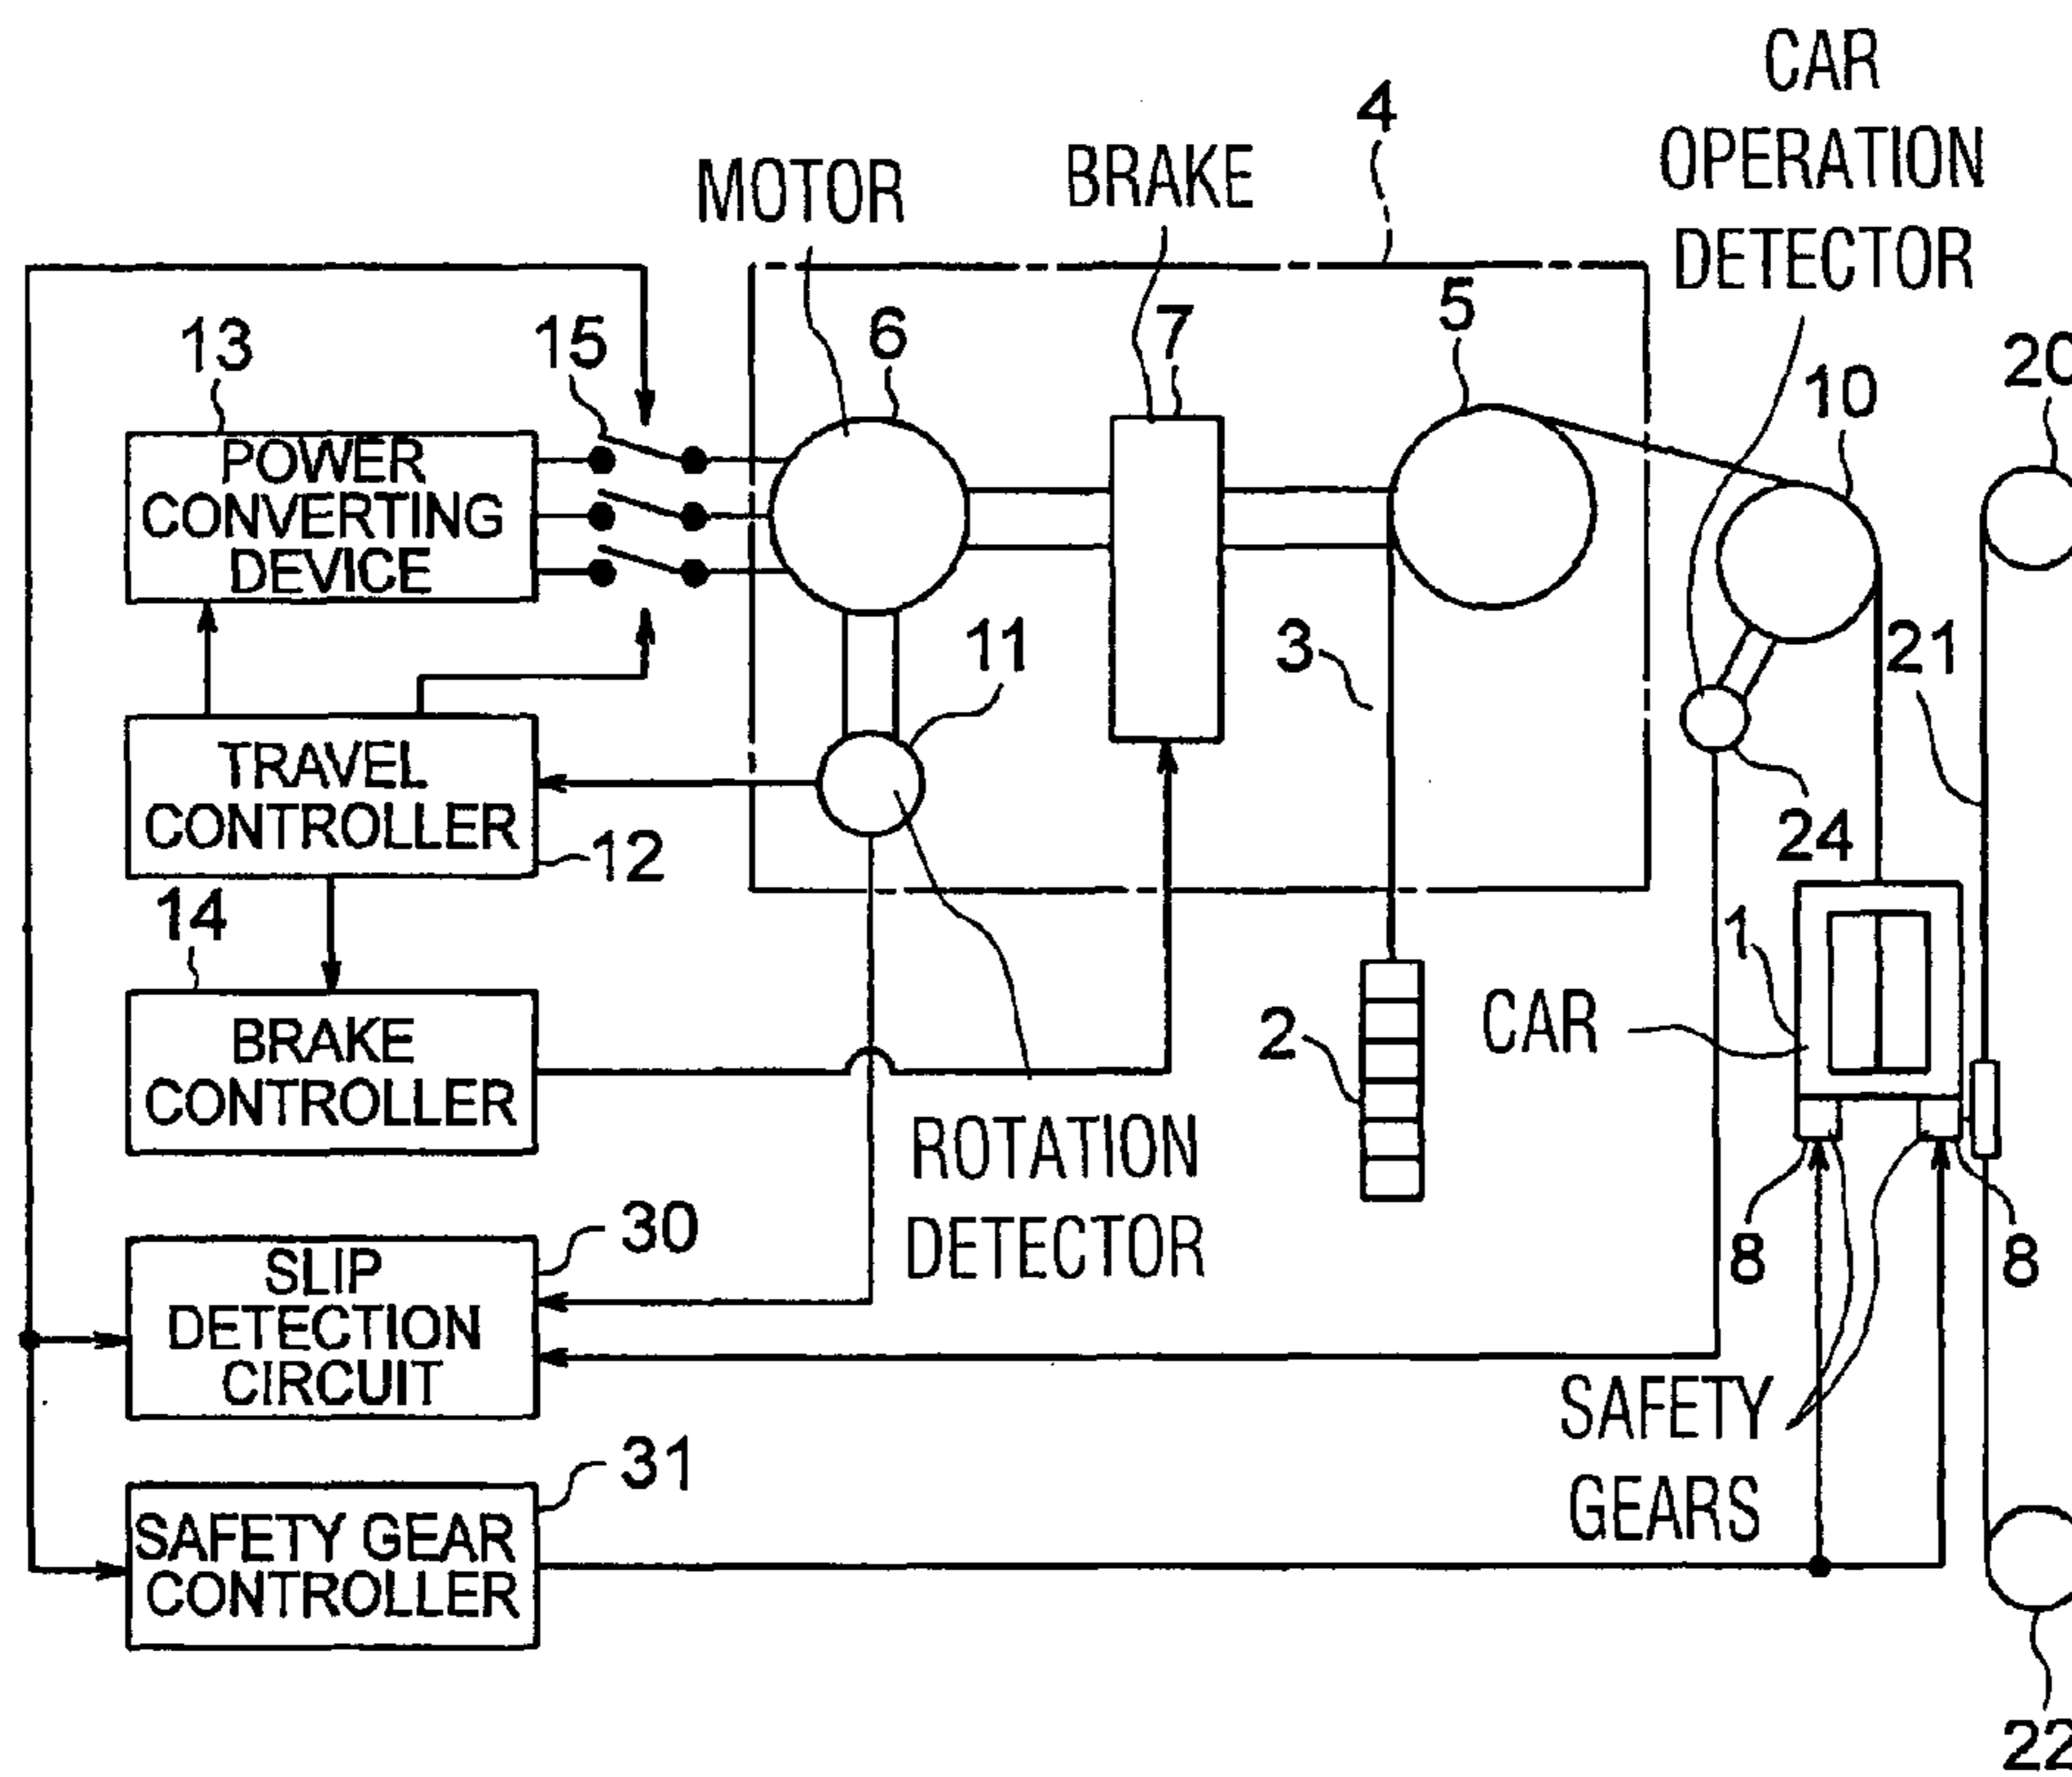 CAR
OPERATION
DETECTOR
4
MOTOR
BRAKE
13
15
6
7
5
10
20
POWER
CONVERTING
DEVICE
11
3
21
TRAVEL
CONTROLLER
12
24
14
1
BRAKE
CONTROLLER
2
CAR
ROTATION
DETECTOR
8
8
30
SLIP
DETECTION
CIRCUIT
SAFETY
GEARS
31
SAFETY GEAR
CONTROLLER
22